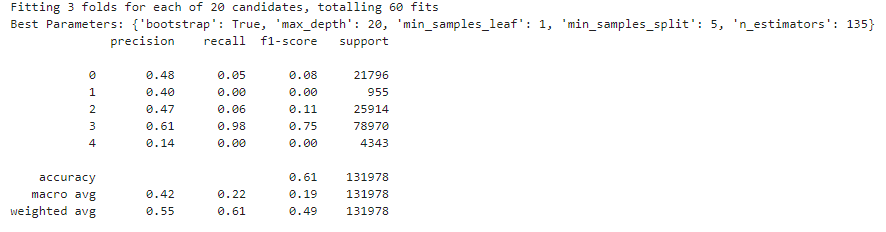 Fitting 3 folds for each of 20 candidates, totalling 60 fits
Best Parameters: {'bootstrap': True, 'max_depth': 20, 'min_samples_leaf': 1, 'min_samples_split': 5, 'n_estimators': 135}
precision recall f1-score support
0 0.48 0.05 0.08 21796
1 0.40 0.00 0.00 955
2 0.47 0.06 0.11 25914
3 0.61 0.98 0.75 78970
4 0.14 0.00 0.00 4343
accuracy 0.61 131978
macro avg 0.42 0.22 0.19 131978
weighted avg 0.55 0.61 0.49 131978